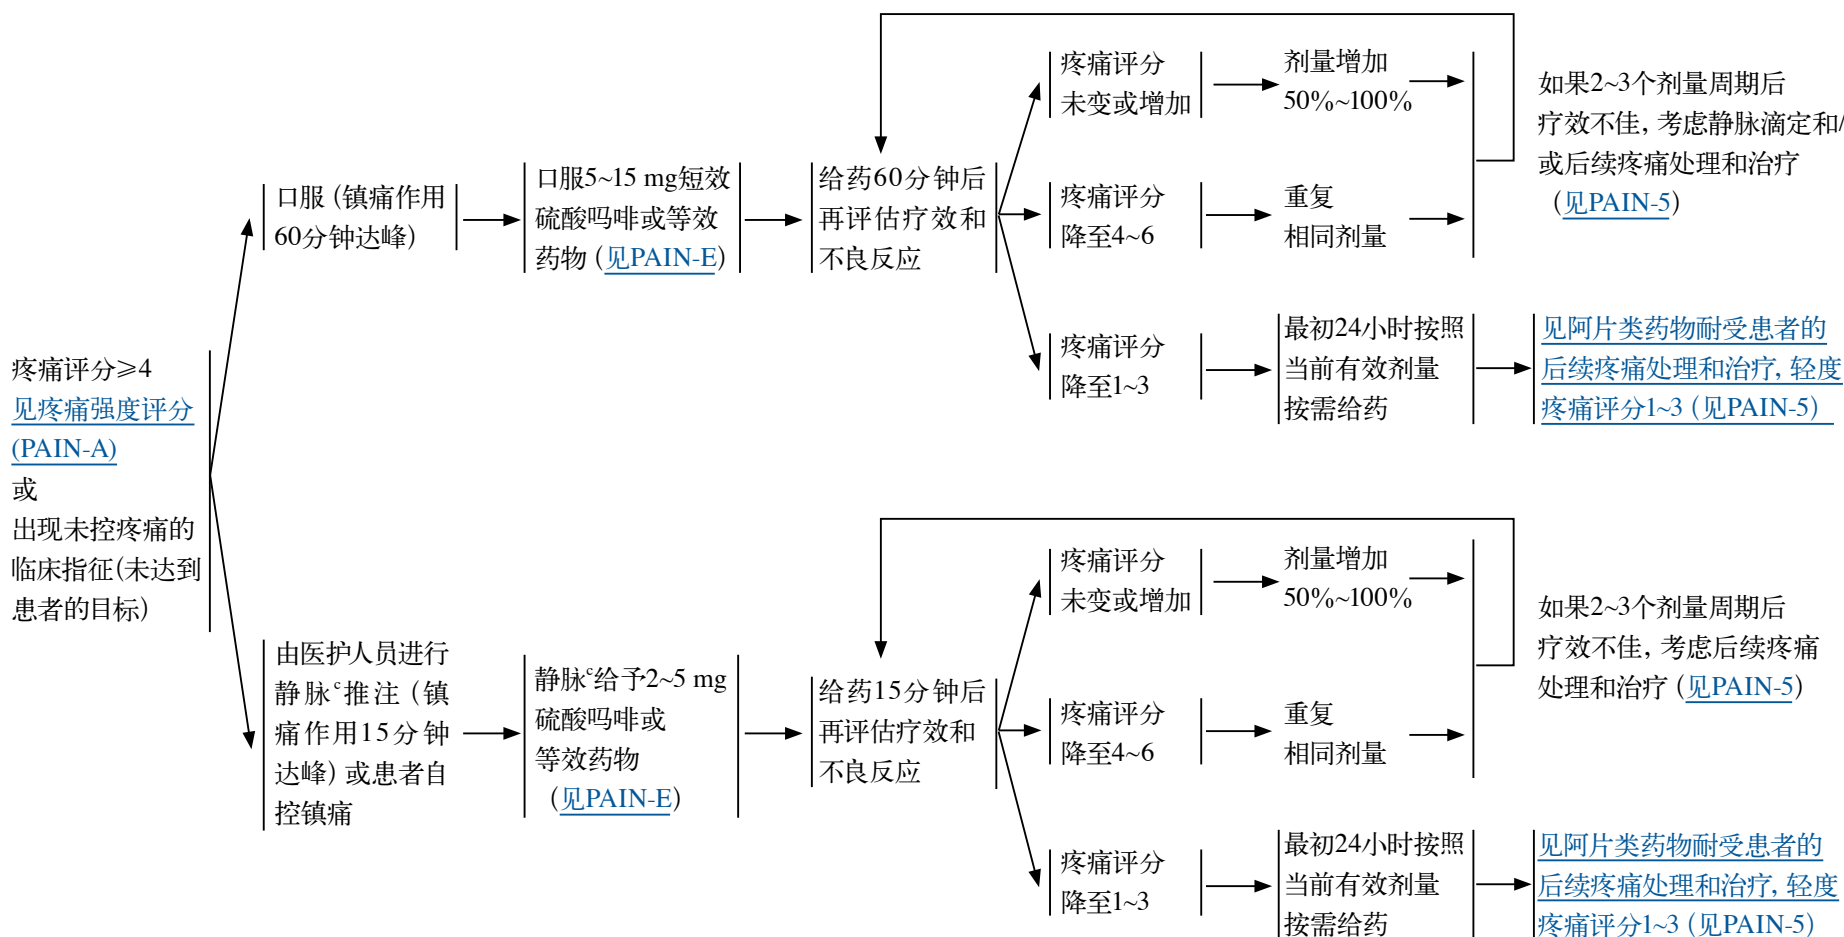 疼痛评分≥4
见疼痛强度评分
(PAIN-A)
或
出现未控疼痛的
临床指征(未达到
患者的目标)
口服(镇痛作用
60分钟达峰)
口服5~15 mg短效
硫酸吗啡或等效
药物(见PAIN-E)
给药60分钟后
再评估疗效和
不良反应
疼痛评分
未变或增加
剂量增加
50%~100%
疼痛评分
降至4~6
重复
相同剂量
如果2~3个剂量周期后
疗效不佳, 考虑静脉滴定和/
或后续疼痛处理和治疗
(见PAIN-5)
疼痛评分
降至1~3
最初24小时按照
当前有效剂量
按需给药
见阿片类药物耐受患者的
后续疼痛处理和治疗, 轻度
疼痛评分1~3 (见PAIN-5)
由医护人员进行
静脉c推注(镇
痛作用15分钟
达峰)或患者自
控镇痛
静脉c给予2~5 mg
硫酸吗啡或
等效药物
(见PAIN-E)
给药15分钟后
再评估疗效和
不良反应
疼痛评分
未变或增加
剂量增加
50%~100%
疼痛评分
降至4~6
重复
相同剂量
如果2~3个剂量周期后
疗效不佳, 考虑后续疼痛
处理和治疗(见PAIN-5)
疼痛评分
降至1~3
最初24小时按照
当前有效剂量
按需给药
见阿片类药物耐受患者的
后续疼痛处理和治疗, 轻度
疼痛评分1~3 (见PAIN-5)